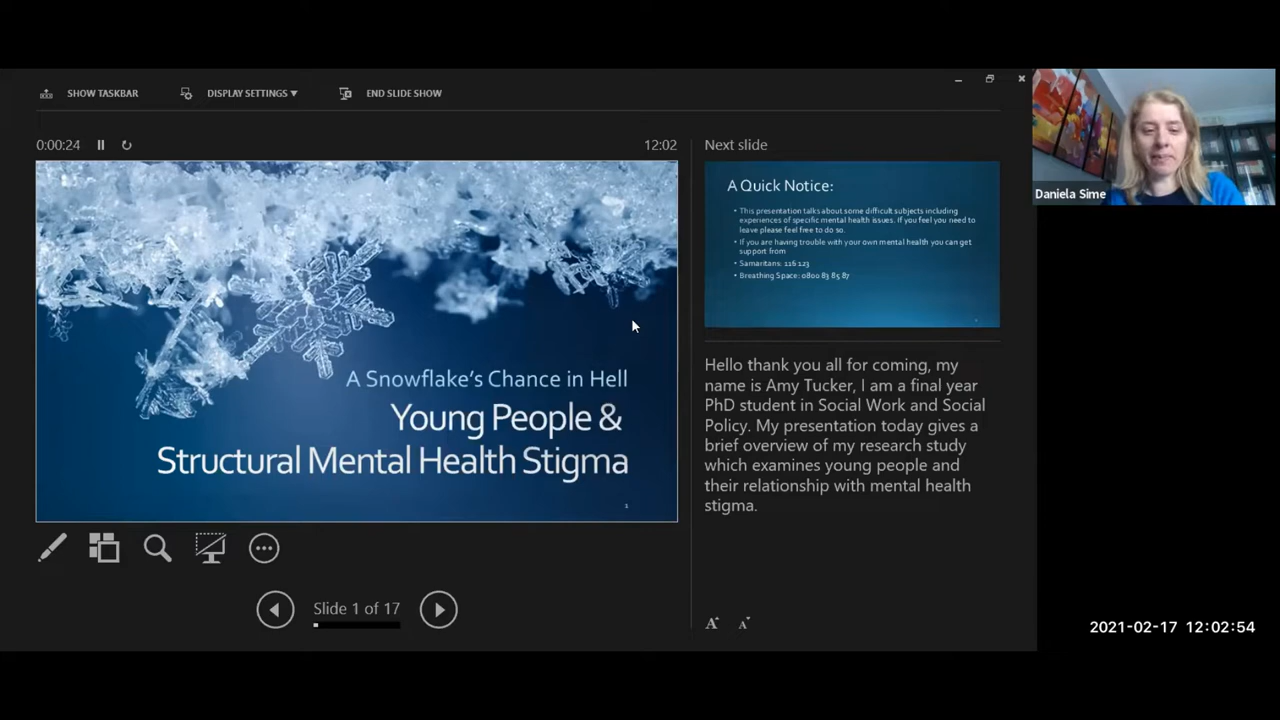 SHOW TASKBAR
DISPLAY SETTINGS
END SLIDE SHOW
0:00:24
12:02
A Snowflake's Chance in Hell
Young People &
Structural Mental Health Stigma
1
Slide 1 of 17
Next slide
A Quick Notice:
• This presentation talks about some difficult subjects including
experiences of specific mental health issues. If you feel you need to
leave please feel free to do so.
• If you are having trouble with your own mental health you can get
support from
• Samaritans: 116 123
• Breathing Space: 0800 83 85 87
Hello thank you all for coming, my
name is Amy Tucker, I am a final year
PhD student in Social Work and Social
Policy. My presentation today gives a
brief overview of my research study
which examines young people and
their relationship with mental health
stigma.
A A
Daniela Sime
2021-02-17 12:02:54